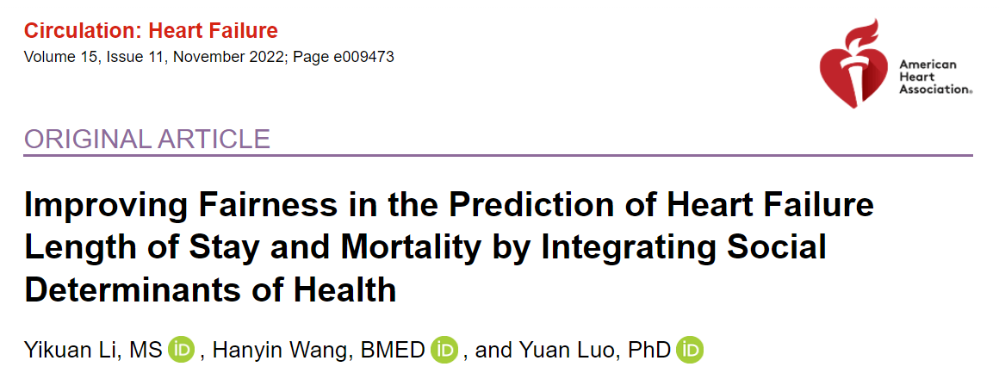 Circulation: Heart Failure
Volume 15, Issue 11, November 2022; Page e009473
American
Heart
Association®
ORIGINAL ARTICLE
Improving Fairness in the Prediction of Heart Failure
Length of Stay and Mortality by Integrating Social
Determinants of Health
Yikuan Li, MS iD , Hanyin Wang, BMED iD , and Yuan Luo, PhD iD